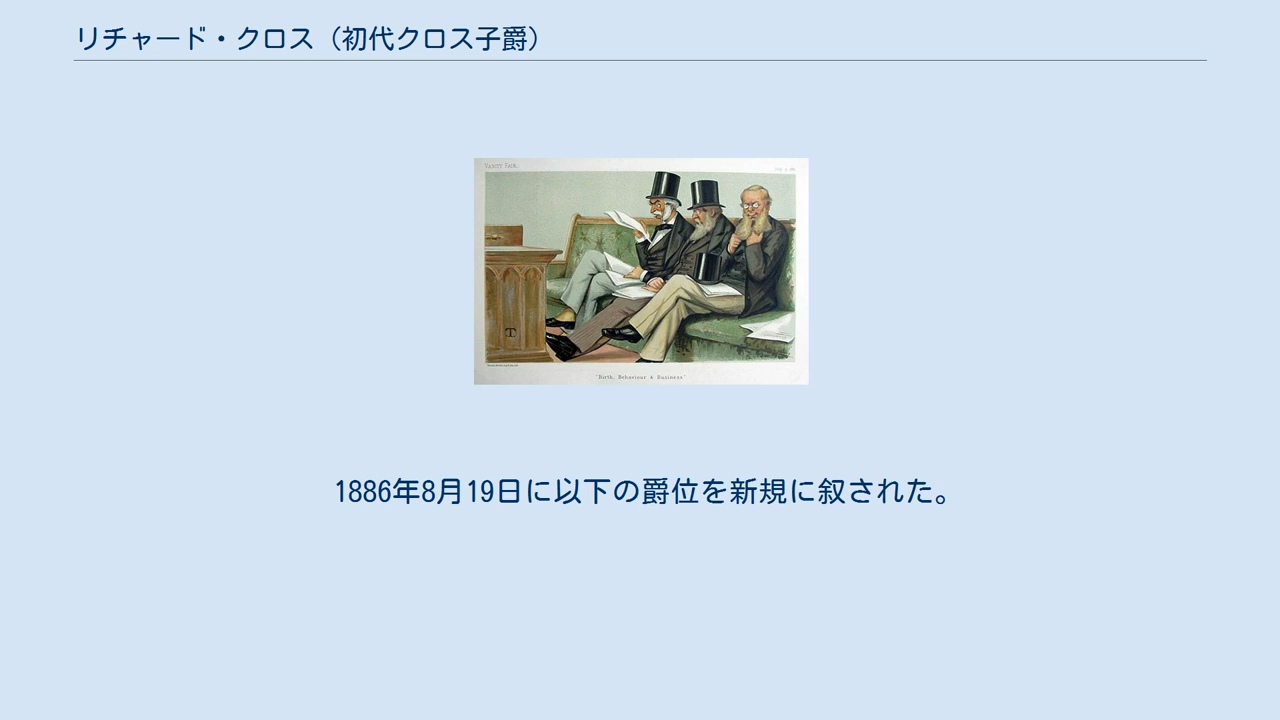 リチャード・クロス（初代クロス子爵）
VANITY FAIR.
"Birth, Behaviour & Business"
1886年8月19日に以下の爵位を新規に叙された。